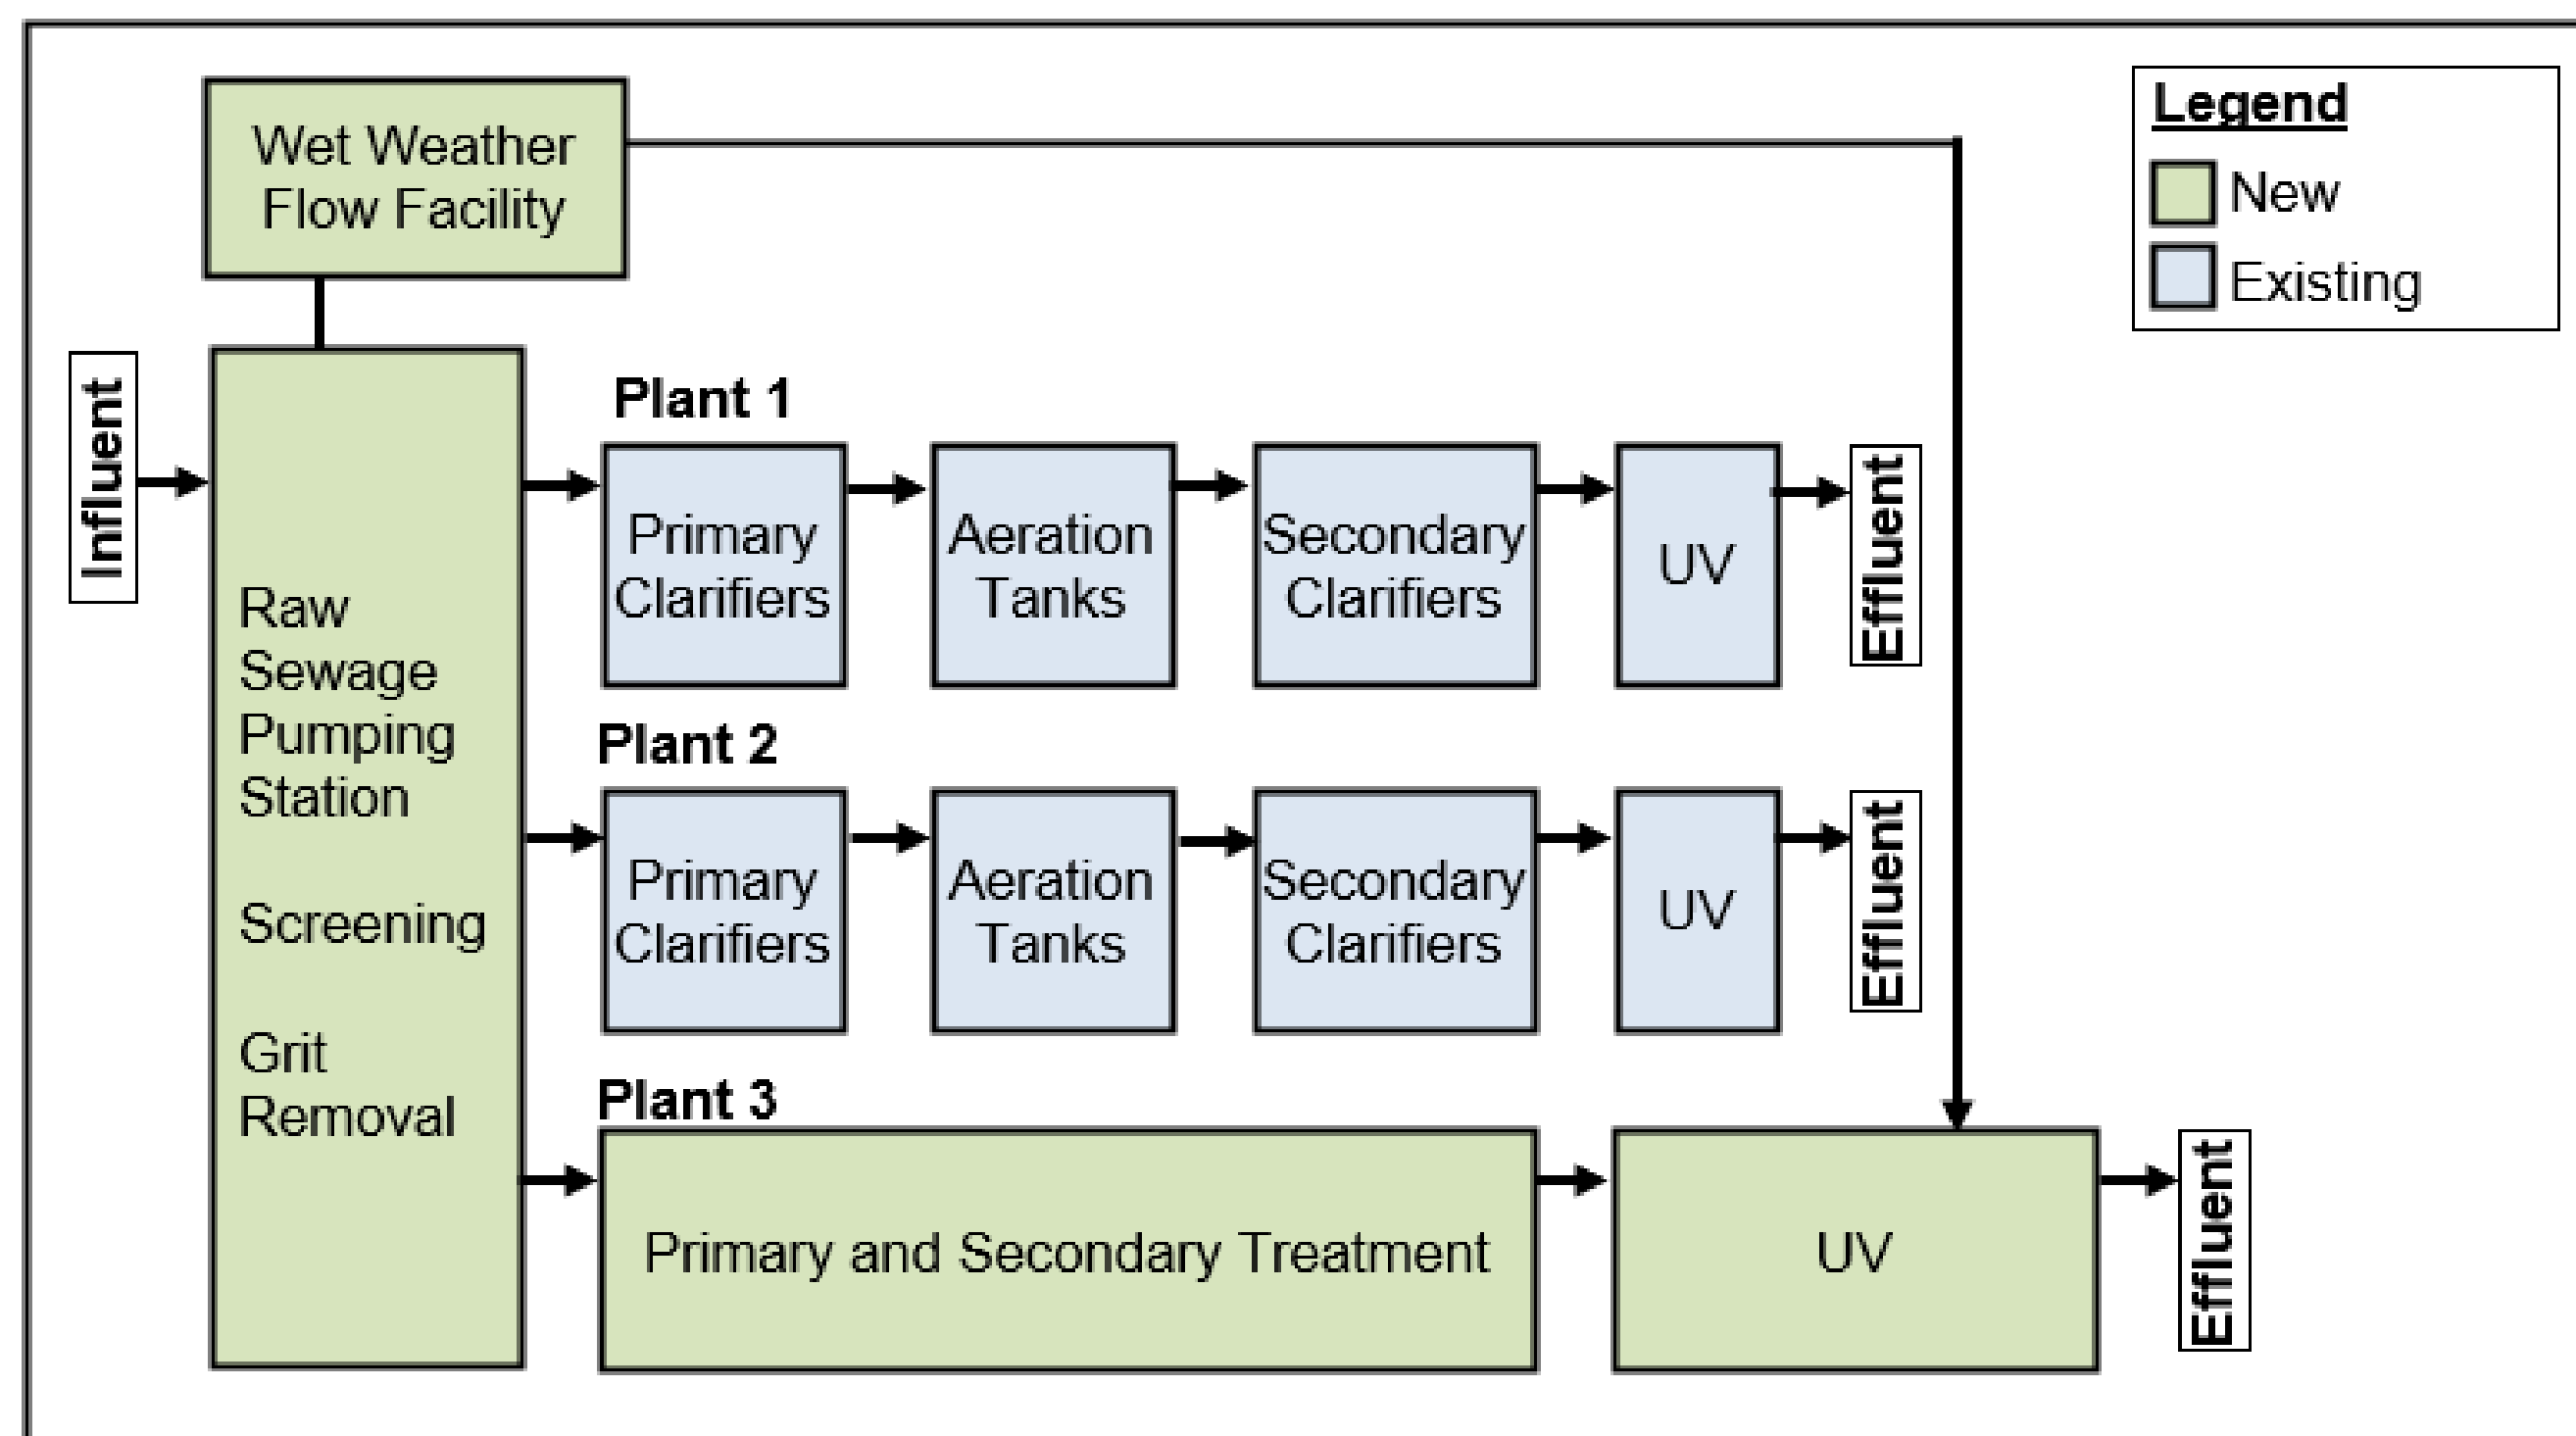 Wet Weather
Flow Facility
Legend
New
Existing
Influent
Raw
Sewage
Pumping
Station
Screening
Grit
Removal
Plant 1
Primary
Clarifiers
Aeration
Tanks
Secondary
Clarifiers
UV
Effluent
Plant 2
Primary
Clarifiers
Aeration
Tanks
Secondary
Clarifiers
UV
Effluent
Plant 3
Primary and Secondary Treatment
UV
Effluent